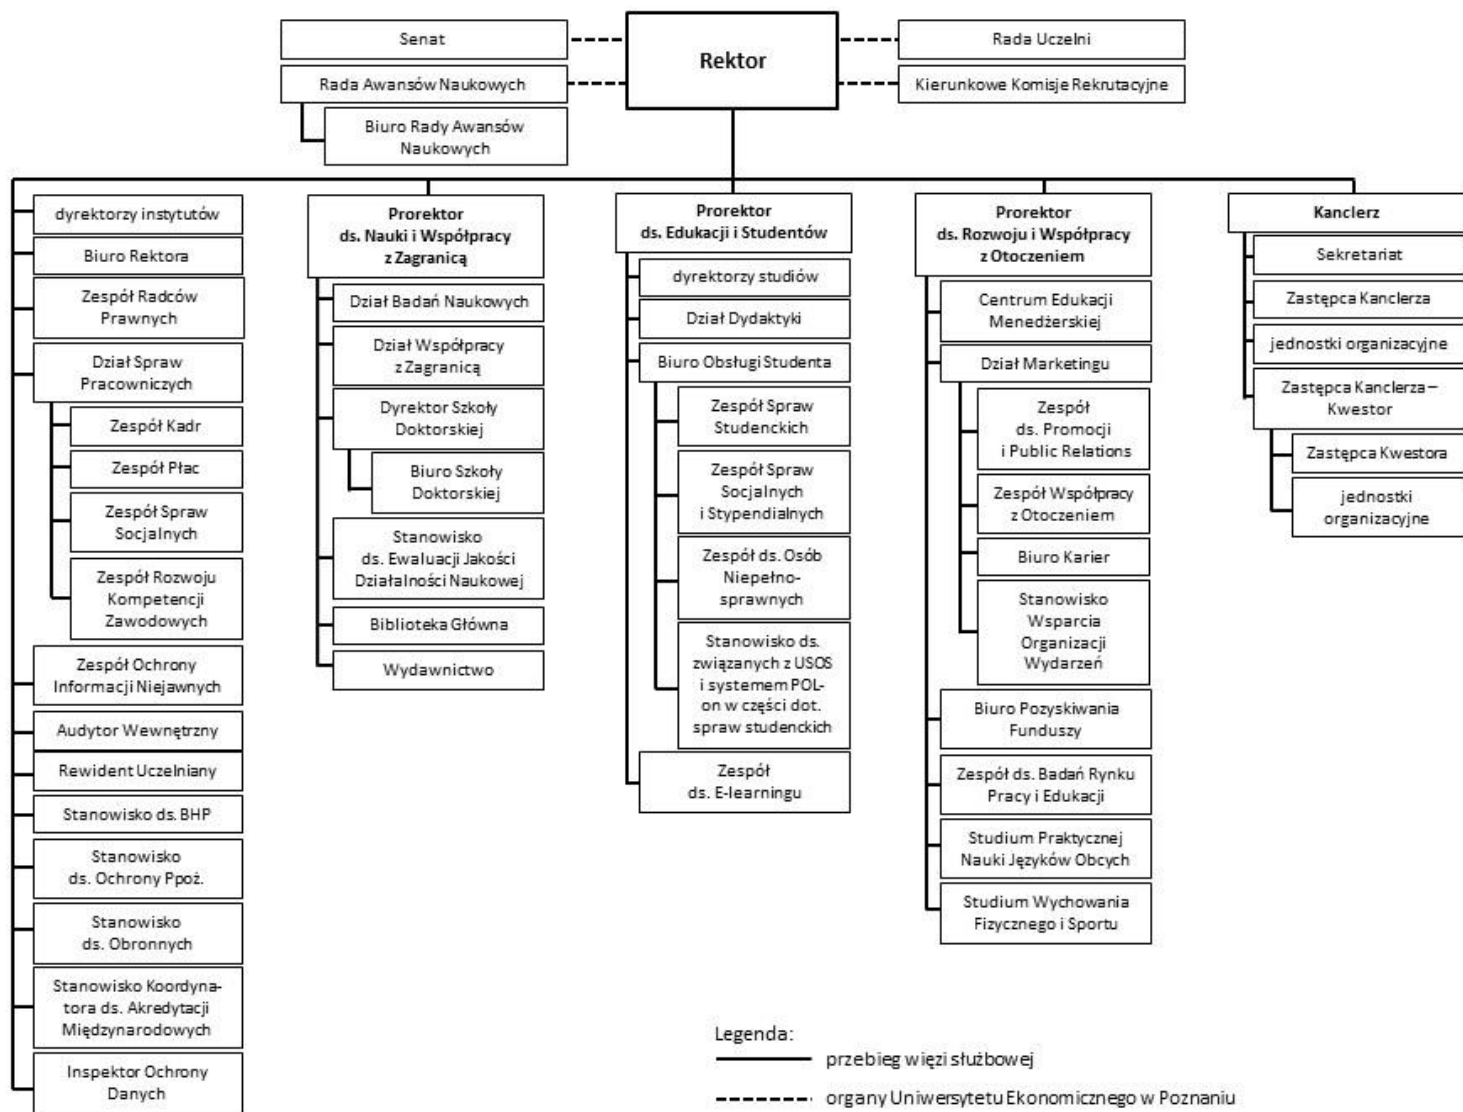 Senat
Rada Awansów Naukowych
Biuro Rady Awansów
Naukowych
Rektor
Rada Uczelni
Kierunkowe Komisje Rekrutacyjne
dyrektorzy instytutów
Biuro Rektora
Zespół Radców
Prawnych
Dział Spraw
Pracowniczych
Zespół Kadr
Zespół Płac
Zespół Spraw
Socjalnych
Zespół Rozwoju
Kompetencji
Zawodowych
Zespół Ochrony
Informacji Niejawnych
Audytor Wewnętrzny
Rewident Uczelniany
Stanowisko ds. BHP
Stanowisko
ds. Ochrony Ppoż.
Stanowisko
ds. Obronnych
Stanowisko Koordyna-
tora ds. Akredytacji
Międzynarodowych
Inspektor Ochrony
Danych
Prorektor
ds. Nauki i Współpracy
z Zagranicą
Dział Badań Naukowych
Dział Współpracy
z Zagranicą
Dyrektor Szkoły
Doktorskiej
Biuro Szkoły
Doktorskiej
Stanowisko
ds. Ewaluacji Jakości
Działalności Naukowej
Biblioteka Główna
Wydawnictwo
Prorektor
ds. Edukacji i Studentów
dyrektorzy studiów
Dział Dydaktyki
Biuro Obsługi Studenta
Zespół Spraw
Studenckich
Zespół Spraw
Socjalnych
i Stypendialnych
Zespół ds. Osób
Niepełno-
sprawnych
Stanowisko ds.
związanych z USOS
i systemem POL-
on w części dot.
spraw studenckich
Zespół
ds. E-learningu
Prorektor
ds. Rozwoju i Współpracy
z Otoczeniem
Centrum Edukacji
Menedżerskiej
Dział Marketingu
Zespół
ds. Promocji
i Public Relations
Zespół Współpracy
z Otoczeniem
Biuro Karier
Stanowisko
Wsparcia
Organizacji
Wydarzeń
Biuro Pozyskiwania
Funduszy
Zespół ds. Badań Rynku
Pracy i Edukacji
Studium Praktycznej
Nauki Języków Obcych
Studium Wychowania
Fizycznego i Sportu
Kanclerz
Sekretariat
Zastępca Kanclerza
jednostki organizacyjne
Zastępca Kanclerza –
Kwestor
Zastępca Kwestora
jednostki
organizacyjne
Legenda:
przebieg więzi służbowej
organy Uniwersytetu Ekonomicznego w Poznaniu